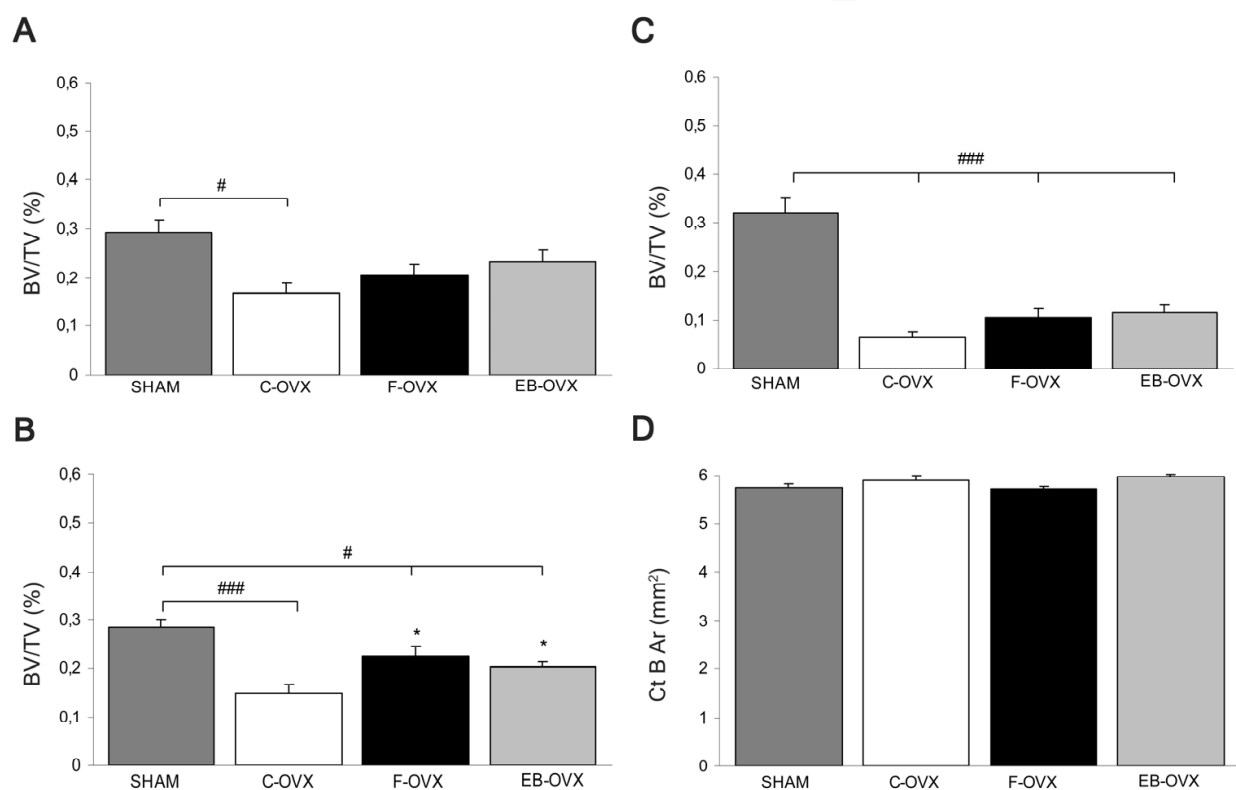 A
0,6
0,5
0,4
0,3
0,2
0,1
0
BV/TV (%)
#
SHAM
C-OVX
F-OVX
EB-OVX
C
0,6
0,5
0,4
0,3
0,2
0,1
0
BV/TV (%)
###
SHAM
C-OVX
F-OVX
EB-OVX
B
0,6
0,5
0,4
0,3
0,2
0,1
0
BV/TV (%)
#
###
*
*
SHAM
C-OVX
F-OVX
EB-OVX
D
6
5
4
3
2
1
0
Ct B Ar (mm²)
SHAM
C-OVX
F-OVX
EB-OVX